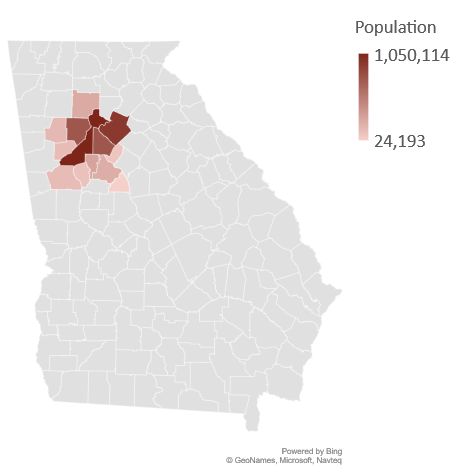 Population
1,050,114
24,193
Powered by Bing
© GeoNames, Microsoft, Navteq